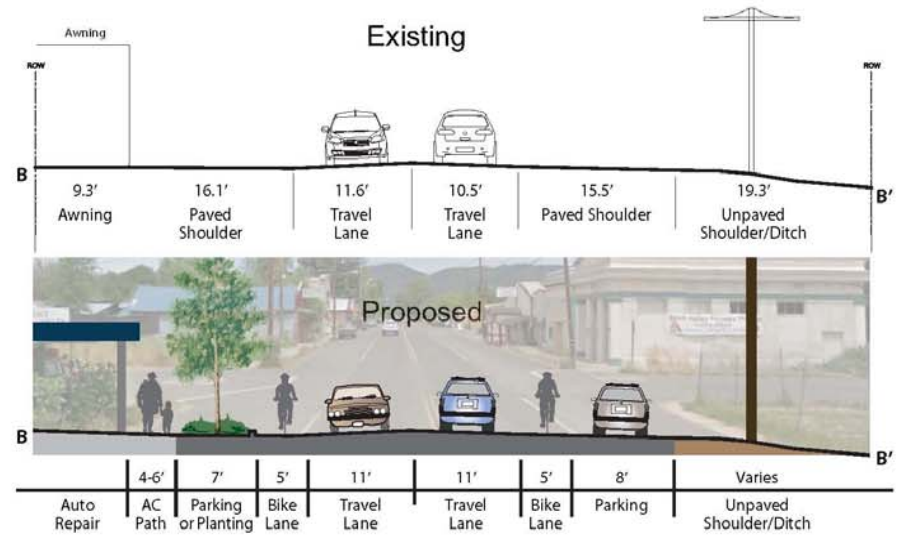 Existing
Awning
ROW
ROW
B
B'
9.3' 16.1' 11.6' 10.5' 15.5' 19.3'
Awning Paved Travel Travel Paved Shoulder Unpaved
Shoulder Lane Lane Shoulder/Ditch
Proposed
B
B'
4-6' 7' 5' 11' 11' 5' 8' Varies
Auto AC Parking Bike Travel Travel Bike Parking Unpaved
Repair Path or Planting Lane Lane Lane Lane Shoulder/Ditch